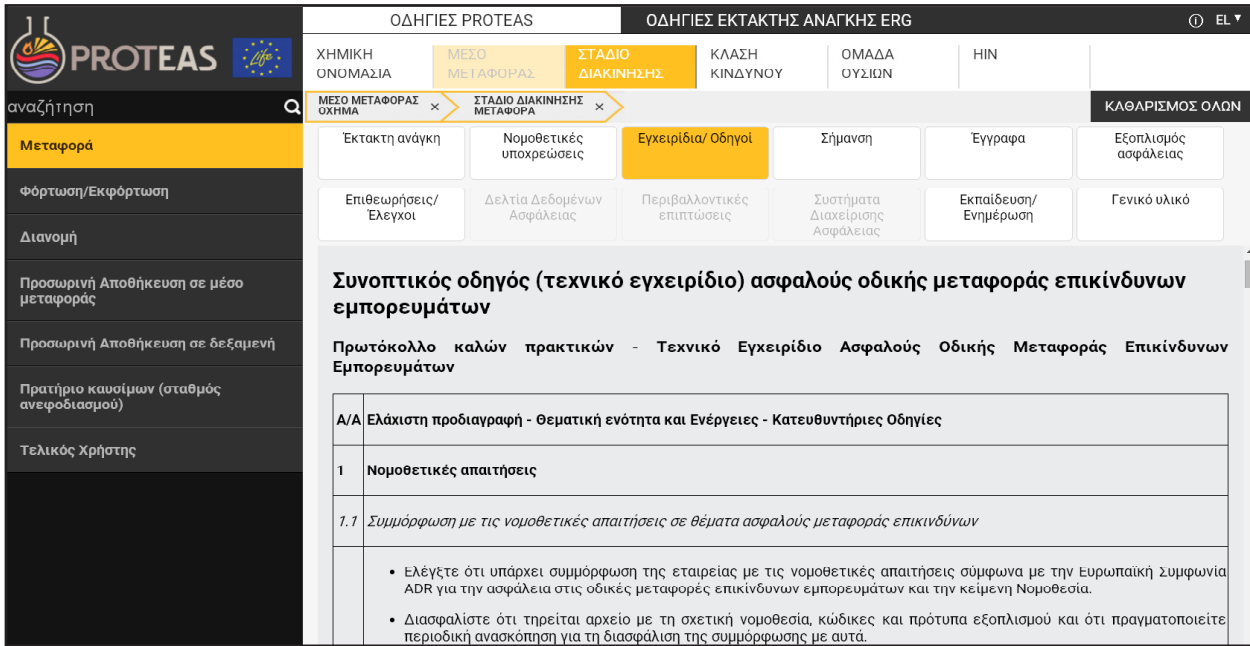 ΟΔΗΓΙΕΣ PROTEAS
ΟΔΗΓΙΕΣ ΕΚΤΑΚΤΗΣ ΑΝΑΓΚΗΣ ERG
EL
PROTEAS
Life
ΧΗΜΙΚΗ ΟΝΟΜΑΣΙΑ
ΜΕΣΟ ΜΕΤΑΦΟΡΑΣ
ΣΤΑΔΙΟ ΔΙΑΚΙΝΗΣΗΣ
ΚΛΑΣΗ ΚΙΝΔΥΝΟΥ
ΟΜΑΔΑ ΟΥΣΙΩΝ
HIN
αναζήτηση
ΜΕΣΟ ΜΕΤΑΦΟΡΑΣ
ΟΧΗΜΑ
ΣΤΑΔΙΟ ΔΙΑΚΙΝΗΣΗΣ
ΜΕΤΑΦΟΡΑ
ΚΑΘΑΡΙΣΜΟΣ ΟΛΩΝ
Μεταφορά
Φόρτωση/Εκφόρτωση
Διανομή
Προσωρινή Αποθήκευση σε μέσο
μεταφοράς
Προσωρινή Αποθήκευση σε δεξαμενή
Πρατήριο καυσίμων (σταθμός
ανεφοδιασμού)
Τελικός Χρήστης
Έκτακτη ανάγκη
Νομοθετικές
υποχρεώσεις
Εγχειρίδια/ Οδηγοί
Σήμανση
Έγγραφα
Εξοπλισμός
ασφάλειας
Επιθεωρήσεις/
Έλεγχοι
Δελτία Δεδομένων
Ασφάλειας
Περιβαλλοντικές
επιπτώσεις
Συστήματα
Διαχείρισης
Ασφάλειας
Εκπαίδευση/
Ενημέρωση
Γενικό υλικό
Συνοπτικός οδηγός (τεχνικό εγχειρίδιο) ασφαλούς οδικής μεταφοράς επικίνδυνων
εμπορευμάτων
Πρωτόκολλο καλών πρακτικών - Τεχνικό Εγχειρίδιο Ασφαλούς Οδικής Μεταφοράς Επικίνδυνων
Εμπορευμάτων
Α/Α Ελάχιστη προδιαγραφή - Θεματική ενότητα και Ενέργειες - Κατευθυντήριες Οδηγίες
1 Νομοθετικές απαιτήσεις
1.1 Συμμόρφωση με τις νομοθετικές απαιτήσεις σε θέματα ασφαλούς μεταφοράς επικινδύνων
• Ελέγξτε ότι υπάρχει συμμόρφωση της εταιρείας με τις νομοθετικές απαιτήσεις σύμφωνα με την Ευρωπαϊκή Συμφωνία
ADR για την ασφάλεια στις οδικές μεταφορές επικίνδυνων εμπορευμάτων και την κείμενη Νομοθεσία.
• Διασφαλίστε ότι τηρείται αρχείο με τη σχετική νομοθεσία, κώδικες και πρότυπα εξοπλισμού και ότι πραγματοποιείτε
περιοδική ανασκόπηση για τη διασφάλιση της συμμόρφωσης με αυτά.